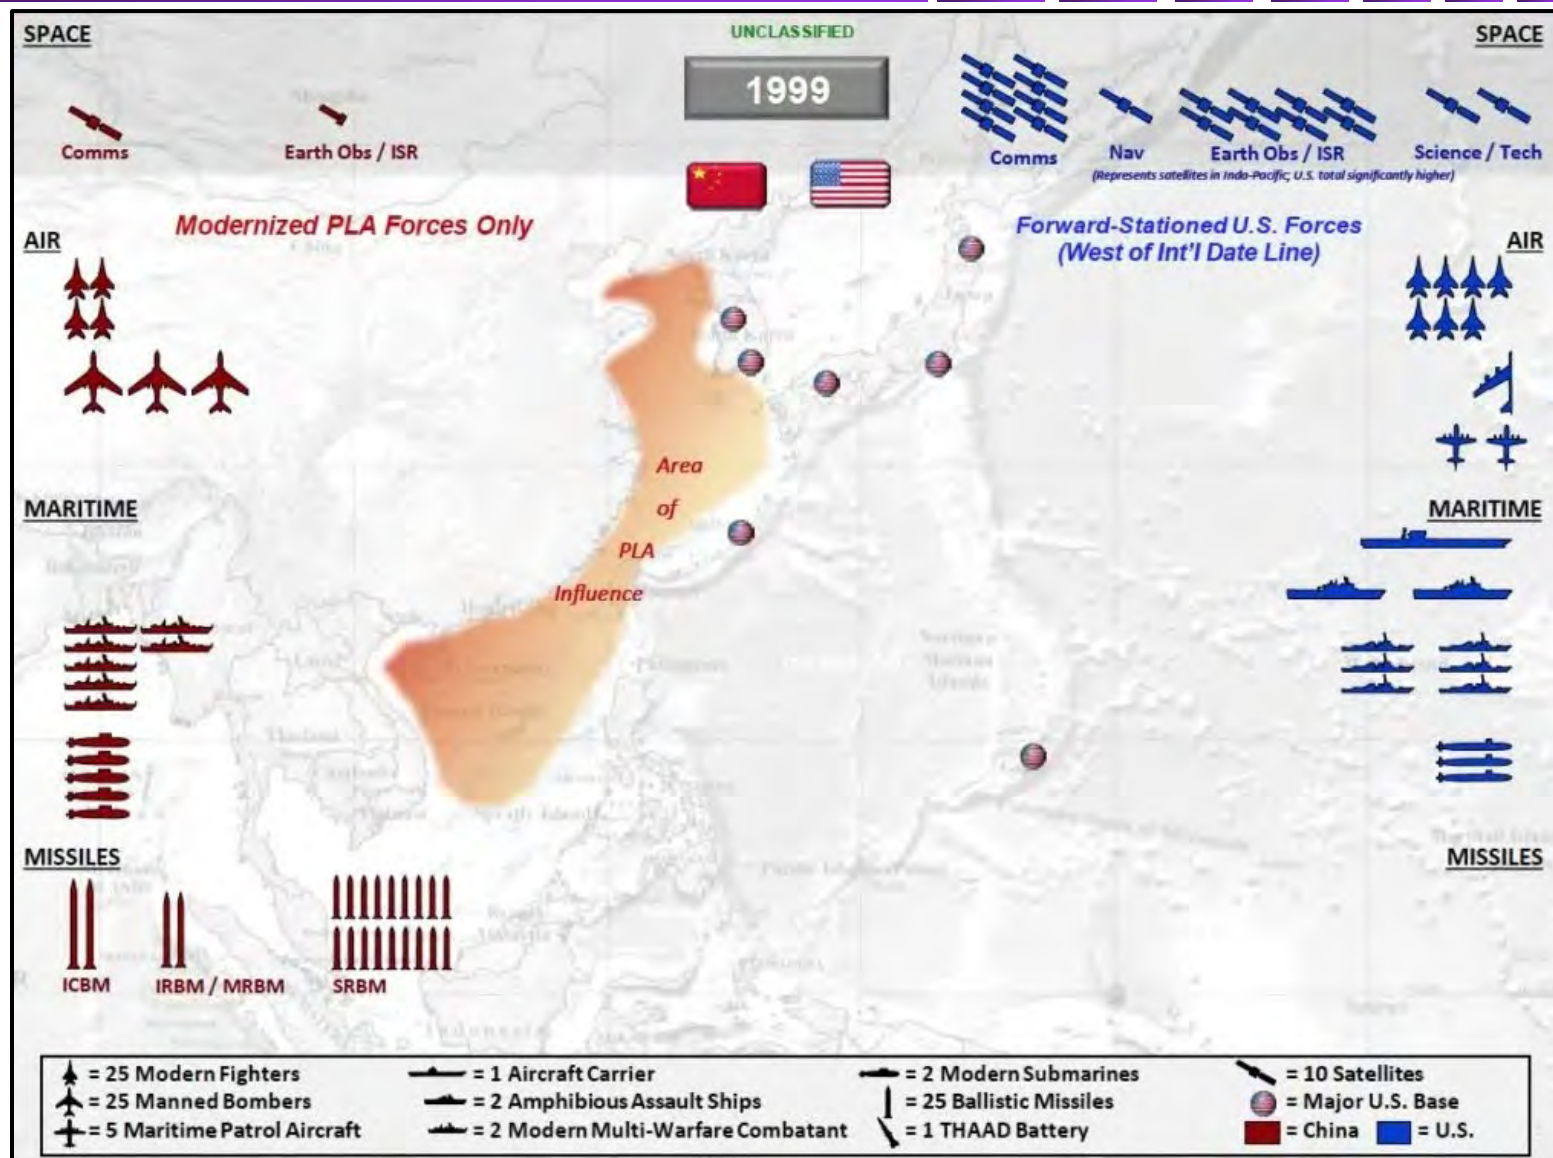 UNCLASSIFIED
1999
SPACE
Comms
Earth Obs / ISR
SPACE
Comms
Nav
Earth Obs / ISR
Science / Tech
(Represents satellites in Indo-Pacific; U.S. total significantly higher)
Modernized PLA Forces Only
Forward-Stationed U.S. Forces
(West of Int'l Date Line)
AIR
AIR
Area
of
PLA
Influence
MARITIME
MARITIME
MISSILES
ICBM
IRBM / MRBM
SRBM
MISSILES
= 25 Modern Fighters
= 25 Manned Bombers
= 5 Maritime Patrol Aircraft
= 1 Aircraft Carrier
= 2 Amphibious Assault Ships
= 2 Modern Multi-Warfare Combatant
= 2 Modern Submarines
= 25 Ballistic Missiles
= 1 THAAD Battery
= 10 Satellites
= Major U.S. Base
= China = U.S.